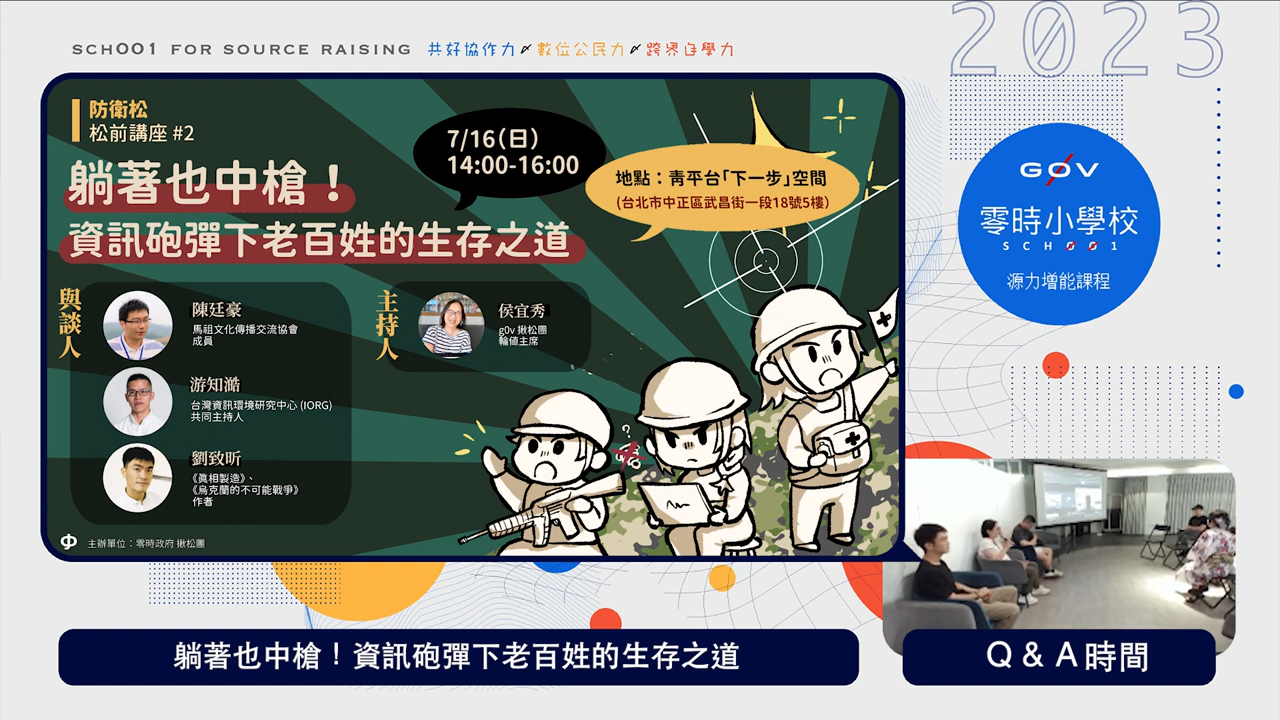 SCH001 FOR SOURCE RAISING 共好協作力 數位公民力 跨界自學力
2023
防衛松
松前講座 #2
7/16(日)
14:00-16:00
躺著也中槍！
資訊砲彈下老百姓的生存之道
地點：青平台「下一步」空間
(台北市中正區武昌街一段18號5樓)
G0V
零時小學校
SCH001
源力增能課程
與談人
陳廷豪
馬祖文化傳播交流協會
成員
游知澔
台灣資訊環境研究中心 (IORG)
共同主持人
劉致昕
《真相製造》、
《烏克蘭的不可能戰爭》
作者
主持人
侯宜秀
g0v 揪松團
輪值主席
?
主辦單位：零時政府 揪松團
躺著也中槍！資訊砲彈下老百姓的生存之道
Q & A 時間